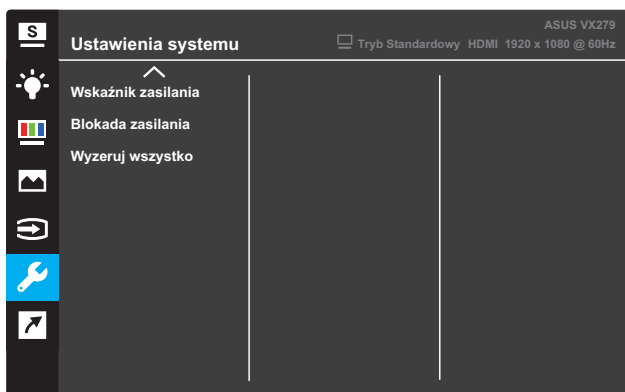 S
ASUS VX279
Ustawienia systemu
Tryb Standardowy HDMI 1920 x 1080 @ 60Hz
Wskaźnik zasilania
Blokada zasilania
Wyzeruj wszystko